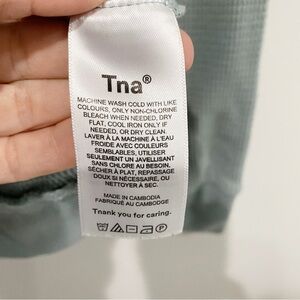 Tna®
MACHINE WASH COLD WITH LIKE
COLOURS, ONLY NON-CHLORINE
BLEACH WHEN NEEDED, DRY
FLAT, COOL IRON ONLY IF
NEEDED, OR DRY CLEAN.
LAVER À LA MACHINE À L'EAU
FROIDE AVEC COULEURS
SEMBLABLES, UTILISER
SEULEMENT UN JAVELLISANT
SANS CHLORE AU BESOIN.
SÉCHER À PLAT, REPASSAGE
DOUX SI NÉCESSAIRE, OU
NETTOYER À SEC.
MADE IN CAMBODIA
FABRIQUÉ AU CAMBODGE
Tnank you for caring.